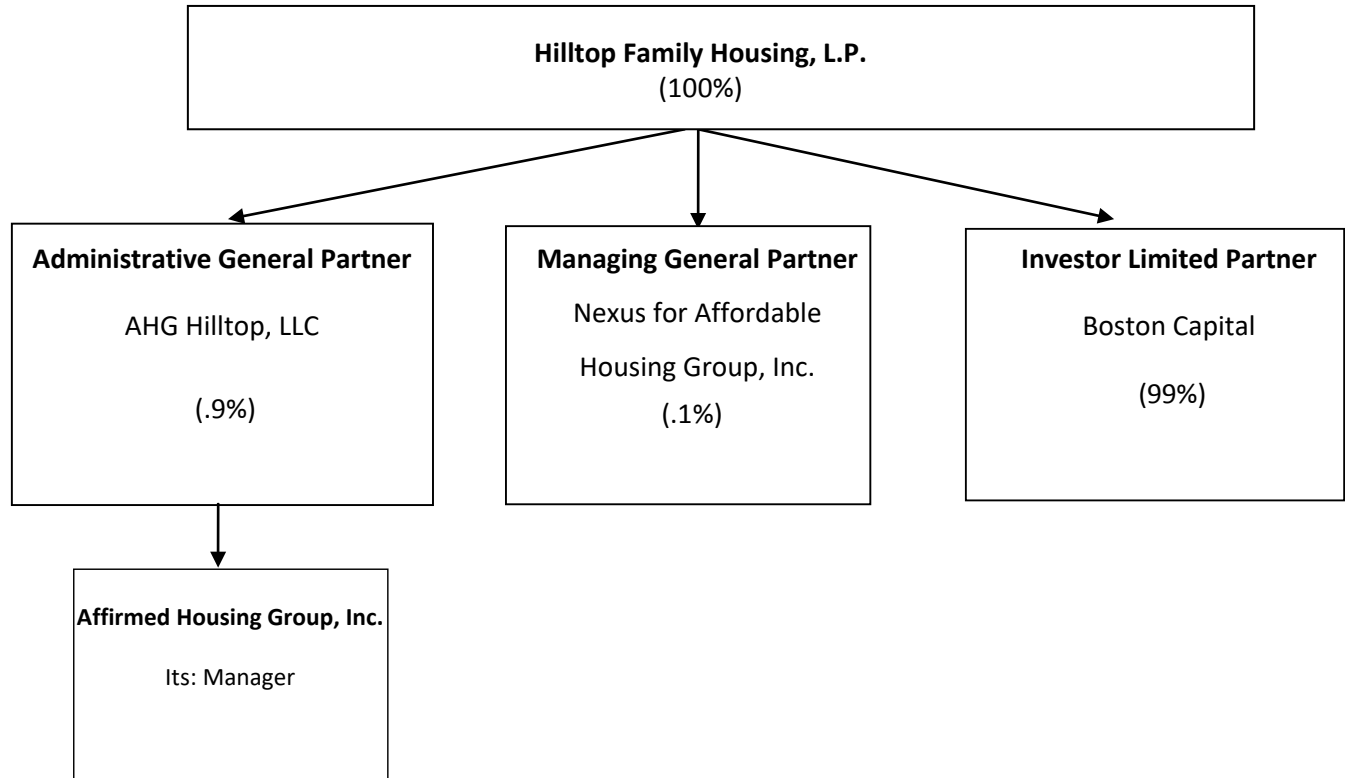 Hilltop Family Housing, L.P.
(100%)
Administrative General Partner
AHG Hilltop, LLC
(.9%)
Managing General Partner
Nexus for Affordable
Housing Group, Inc.
(.1%)
Investor Limited Partner
Boston Capital
(99%)
Affirmed Housing Group, Inc.
Its: Manager